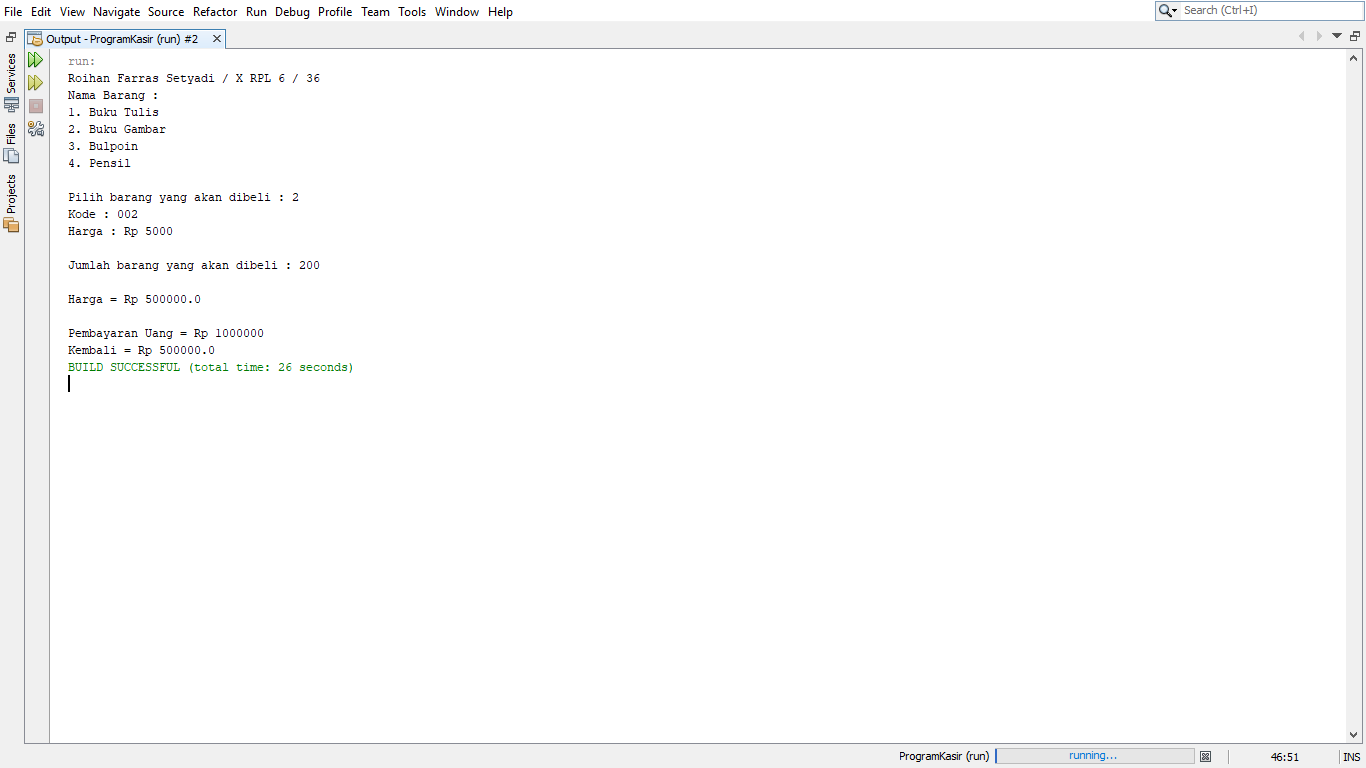 File Edit View Navigate Source Refactor Run Debug Profile Team Tools Window Help
Search (Ctrl+I)
Output - ProgramKasir (run) #2
Services
Files
Projects
run:
Roihan Farras Setyadi / X RPL 6 / 36
Nama Barang :
1. Buku Tulis
2. Buku Gambar
3. Bulpoin
4. Pensil
Pilih barang yang akan dibeli : 2
Kode : 002
Harga : Rp 5000
Jumlah barang yang akan dibeli : 200
Harga = Rp 500000.0
Pembayaran Uang = Rp 1000000
Kembali = Rp 500000.0
BUILD SUCCESSFUL (total time: 26 seconds)
ProgramKasir (run) running... 46:51 INS